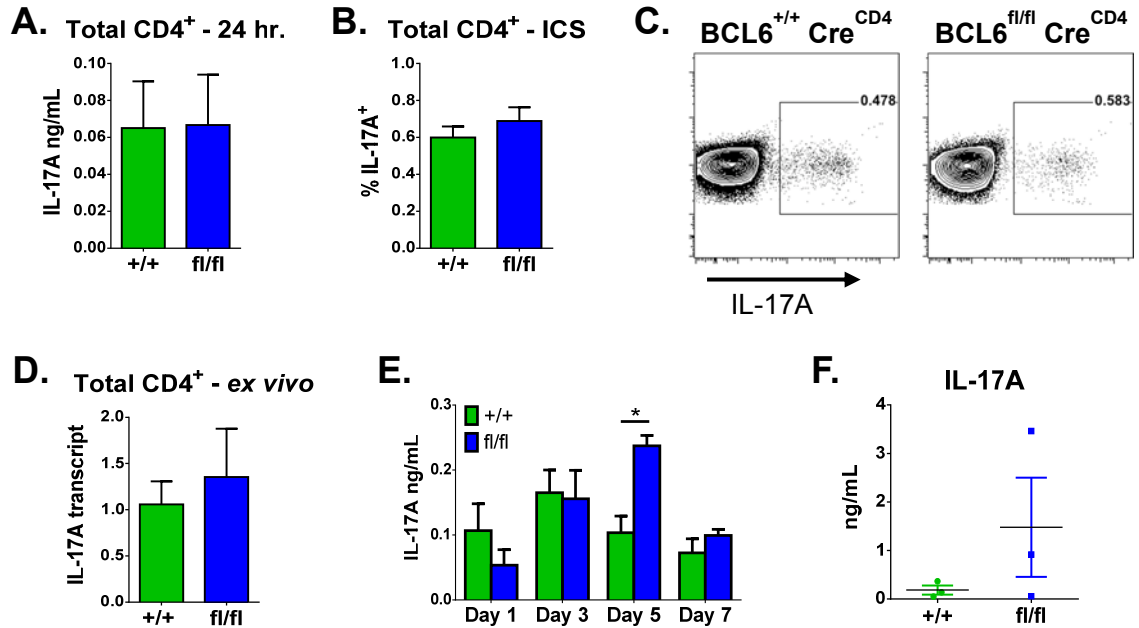 A.
Total CD4⁺ - 24 hr.
IL-17A ng/mL
0.10
0.08
0.06
0.04
0.02
0.00
+/+
fl/fl
B.
Total CD4⁺ - ICS
% IL-17A⁺
1.0
0.8
0.6
0.4
0.2
0.0
+/+
fl/fl
C.
BCL6⁺/⁺ Creᶜᴰ⁴
0.478
BCL6ᶠˡ/ᶠˡ Creᶜᴰ⁴
0.583
IL-17A
D.
Total CD4⁺ - ex vivo
IL-17A transcript
2.0
1.5
1.0
0.5
0.0
+/+
fl/fl
E.
IL-17A ng/mL
0.3
0.2
0.1
0.0
+/+
fl/fl
*
Day 1
Day 3
Day 5
Day 7
F.
IL-17A
ng/mL
4
3
2
1
0
+/+
fl/fl